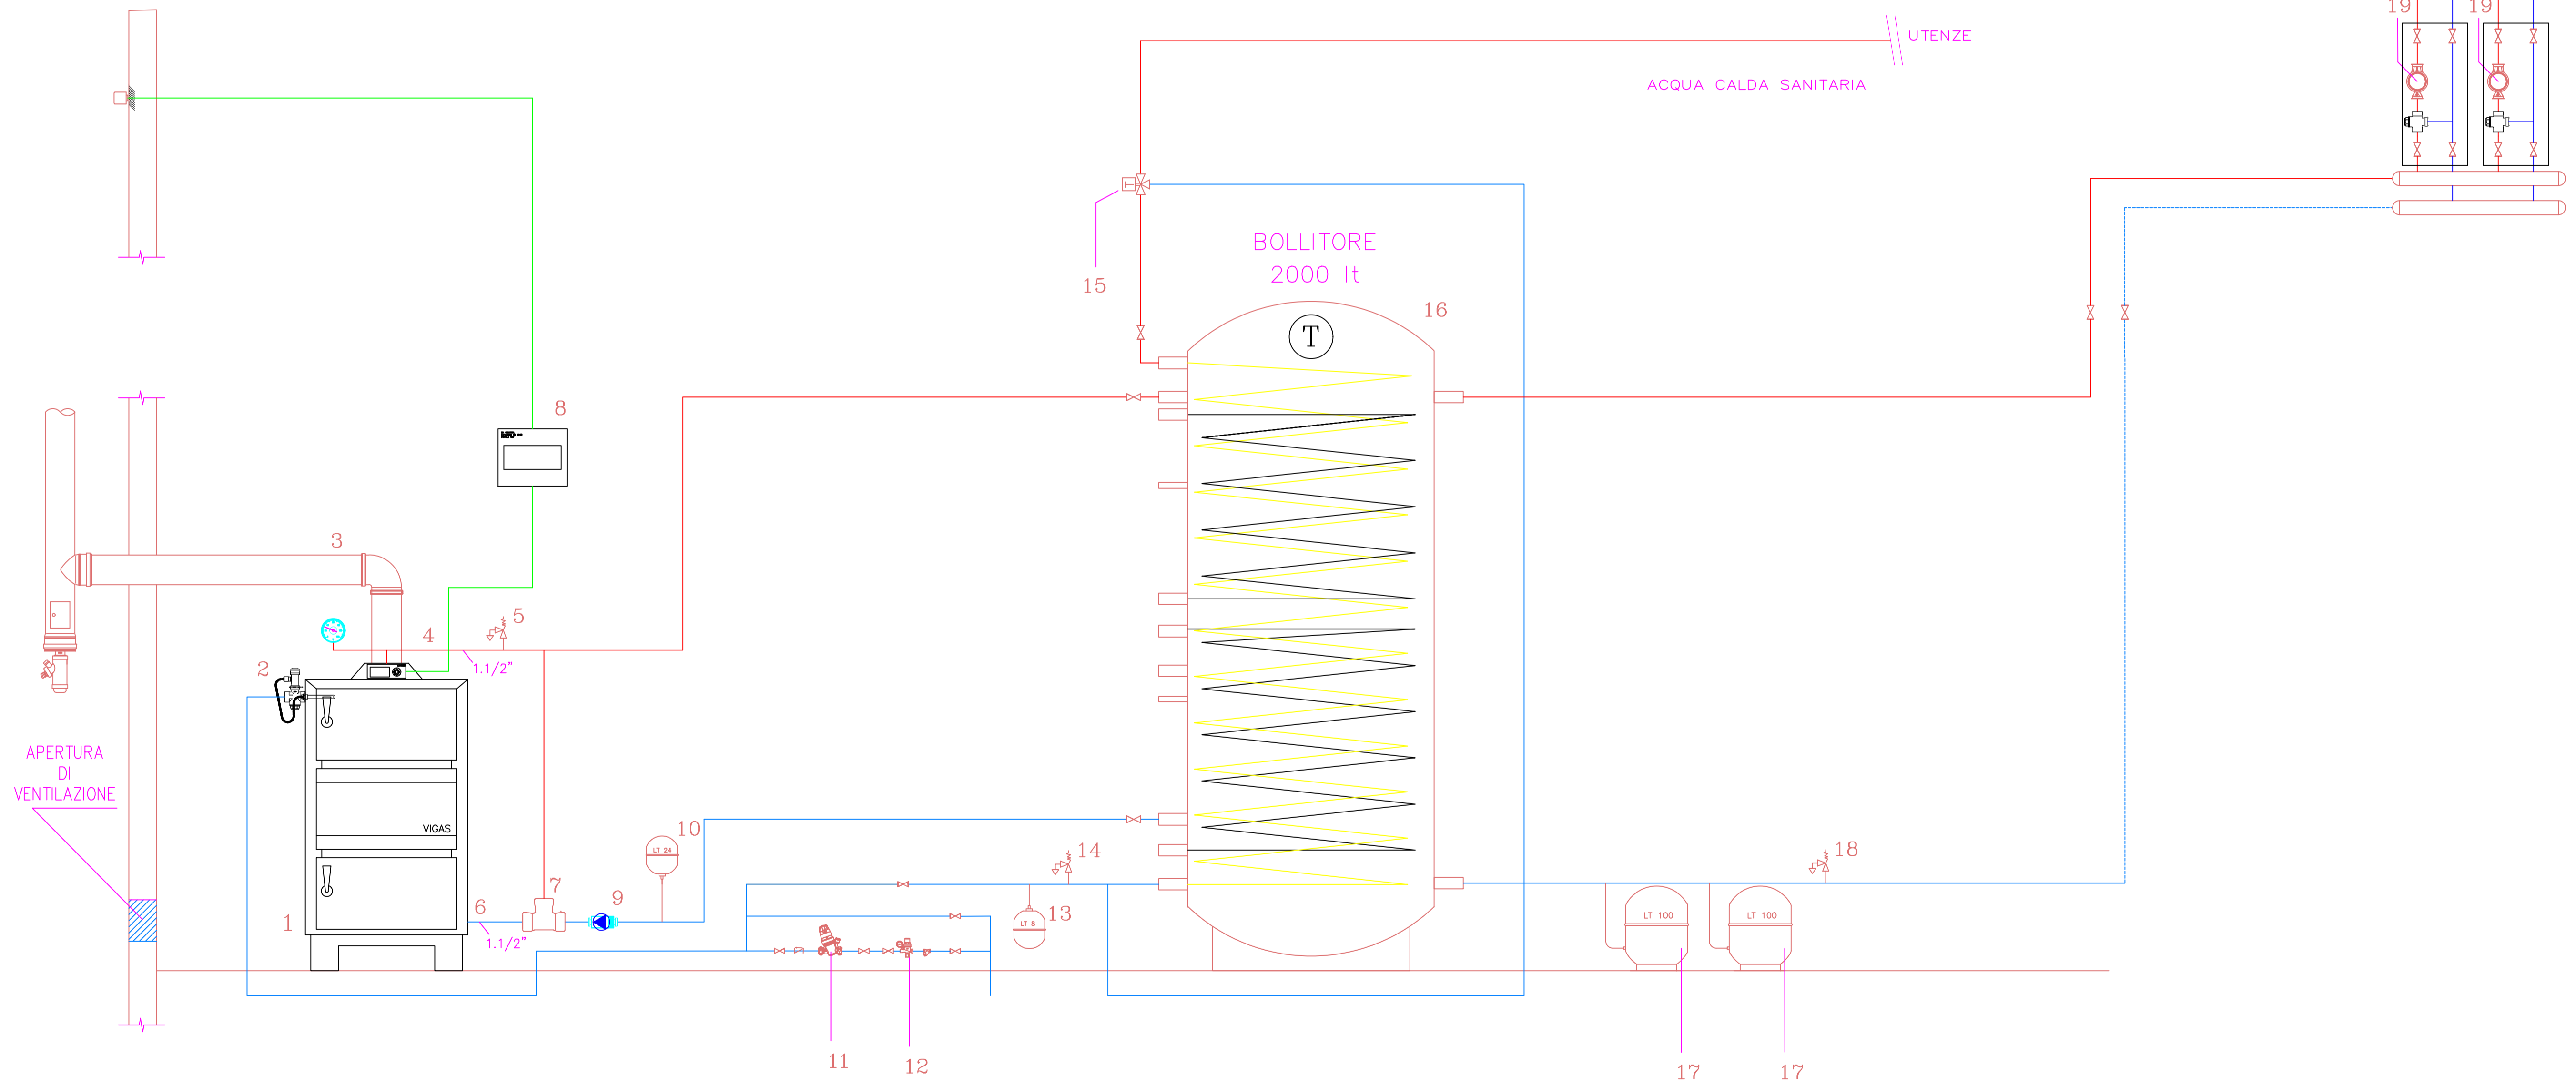 19
19
UTENZE
ACQUA CALDA SANITARIA
15
BOLLITORE
2000 lt
16
T
T
8
3
5
4
1.1/2"
2
APERTURA
DI
VENTILAZIONE
VIGAS
10
LT 24
14
18
7
9
6
1
1.1/2"
13
LT 8
LT 100
LT 100
11
12
17
17